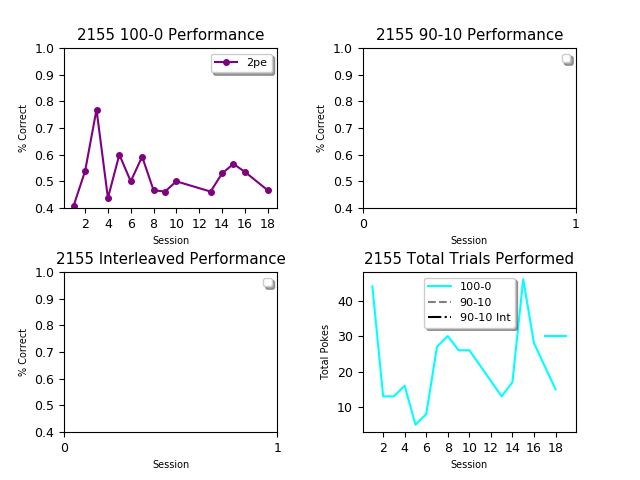 2155 100-0 Performance
1.0
0.9
0.8
0.7
0.6
0.5
0.4
% Correct
2pe
2 4 6 8 10 12 14 16 18
Session
2155 90-10 Performance
1.0
0.9
0.8
0.7
0.6
0.5
0.4
% Correct
0 1
Session
2155 Interleaved Performance
1.0
0.9
0.8
0.7
0.6
0.5
0.4
% Correct
0 1
Session
2155 Total Trials Performed
40
30
20
10
Total Pokes
100-0
90-10
90-10 Int
2 4 6 8 10 12 14 16 18
Session